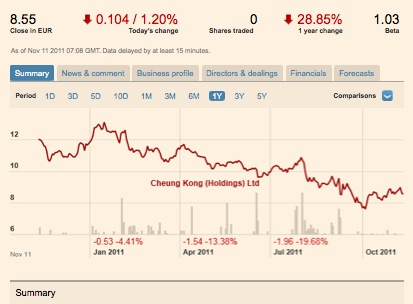 8.55 0.104 / 1.20% 0 28.85% 1.03
Close in EUR Today's change Shares traded 1 year change Beta
As of Nov 11 2011 07:08 GMT. Data delayed by at least 15 minutes.
Summary News & comment Business profile Directors & dealings Financials Forecasts
Period 1D 3D 5D 10D 1M 3M 6M 1Y 3Y 5Y Comparisons
12
10
Cheung Kong (Holdings) Ltd
8
6
-0.53 -4.41% -1.54 -13.38% -1.96 -19.68%
Nov 11 Jan 2011 Apr 2011 Jul 2011 Oct 2011
Summary